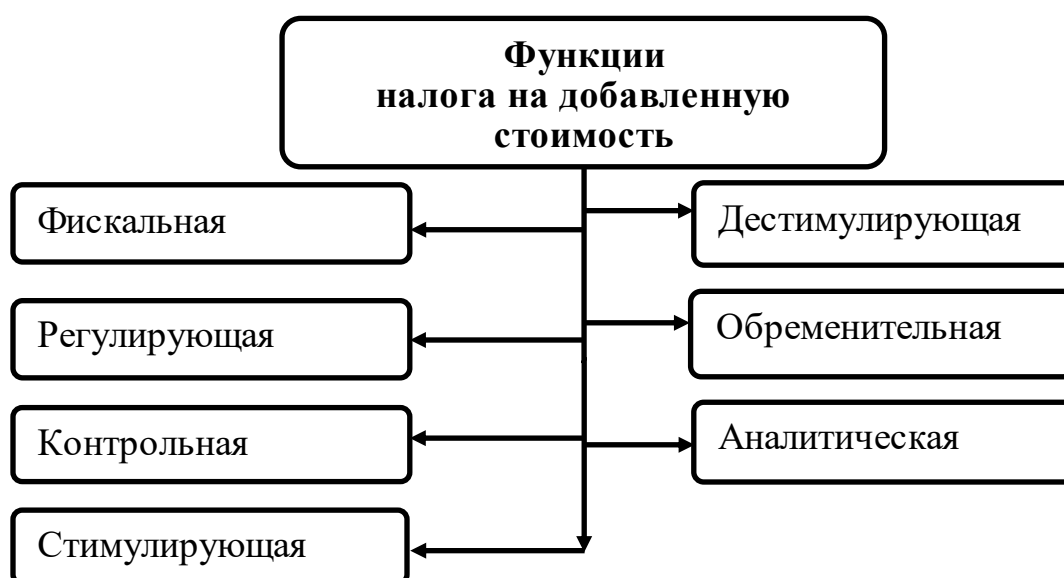 Функции
налога на добавленную
стоимость
Фискальная
Регулирующая
Контрольная
Стимулирующая
Дестимулирующая
Обременительная
Аналитическая